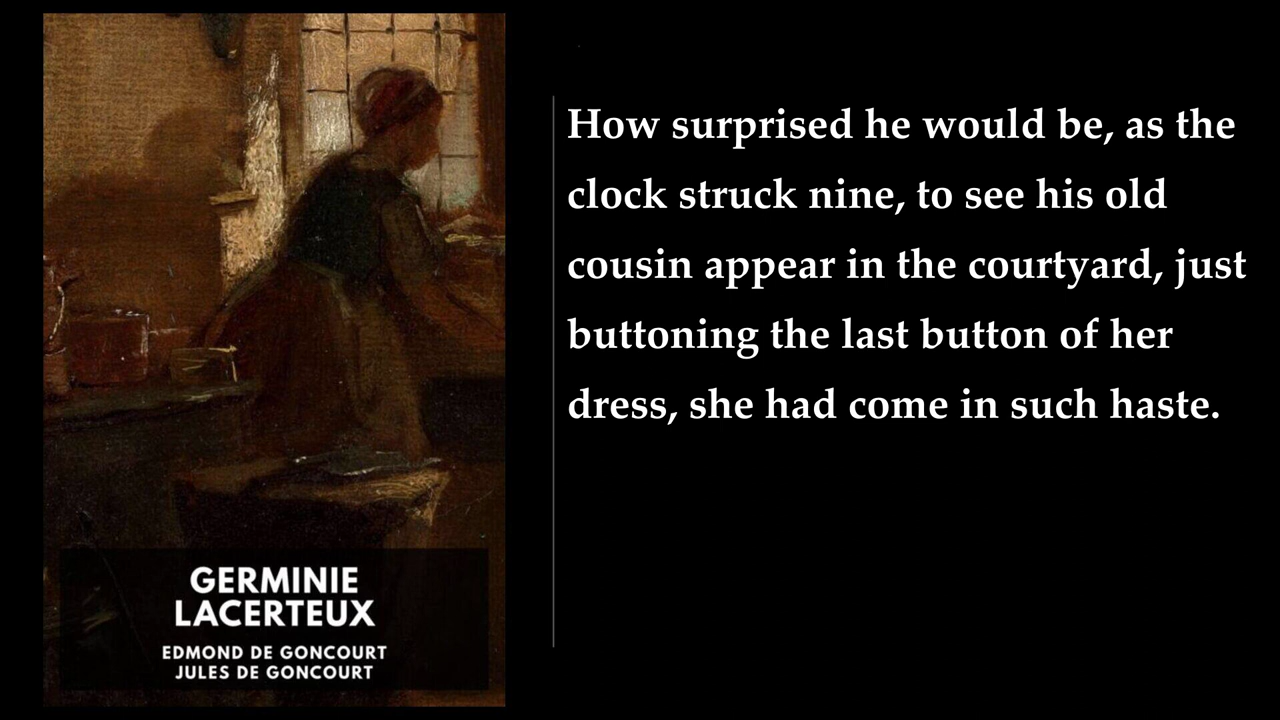 GERMINIE
LACERTEUX
EDMOND DE GONCOURT
JULES DE GONCOURT
How surprised he would be, as the
clock struck nine, to see his old
cousin appear in the courtyard, just
buttoning the last button of her
dress, she had come in such haste.